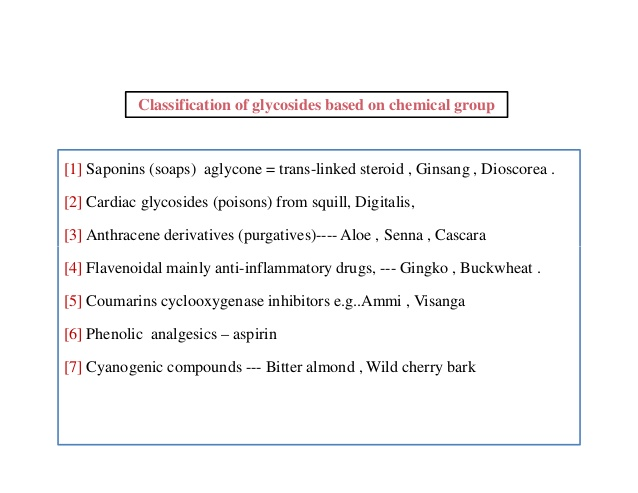 Classification of glycosides based on chemical group
[1] Saponins (soaps) aglycone = trans-linked steroid , Ginsang , Dioscorea .
[2] Cardiac glycosides (poisons) from squill, Digitalis,
[3] Anthracene derivatives (purgatives)---- Aloe , Senna , Cascara
[4] Flavenoidal mainly anti-inflammatory drugs, --- Gingko , Buckwheat .
[5] Coumarins cyclooxygenase inhibitors e.g..Ammi , Visanga
[6] Phenolic analgesics – aspirin
[7] Cyanogenic compounds --- Bitter almond , Wild cherry bark